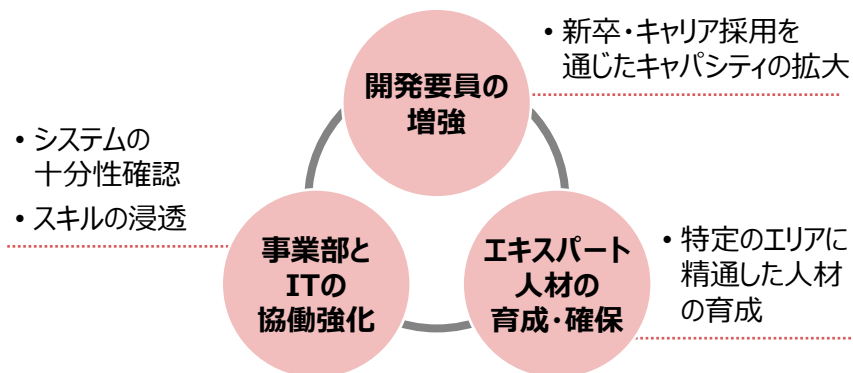 開発要員の
増強
• 新卒・キャリア採用を
通じたキャパシティの拡大
• システムの
十分性確認
• スキルの浸透
事業部と
ITの
協働強化
エキスパート
人材の
育成・確保
• 特定のエリアに
精通した人材
の育成